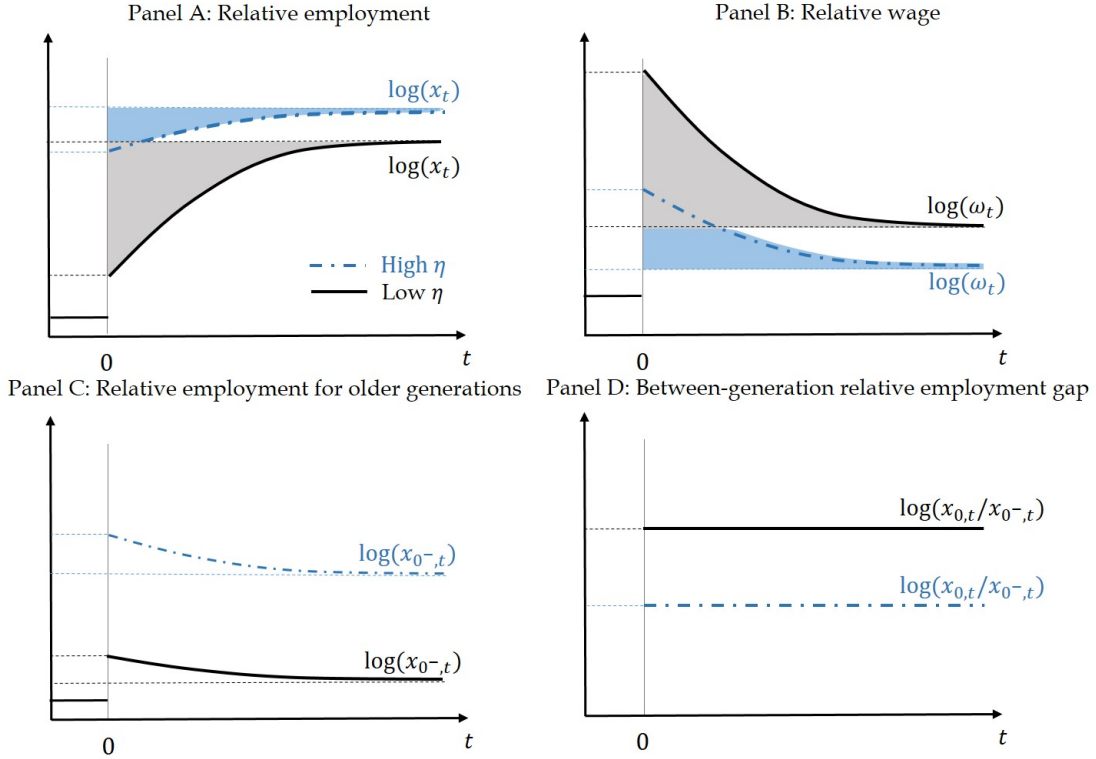 Panel A: Relative employment
log(x_t)
log(x_t)
High η
Low η
0
t
Panel B: Relative wage
log(ω_t)
log(ω_t)
0
t
Panel C: Relative employment for older generations
log(x_{0⁻,t})
log(x_{0⁻,t})
0
t
Panel D: Between-generation relative employment gap
log(x_{0,t}/x_{0⁻,t})
log(x_{0,t}/x_{0⁻,t})
0
t